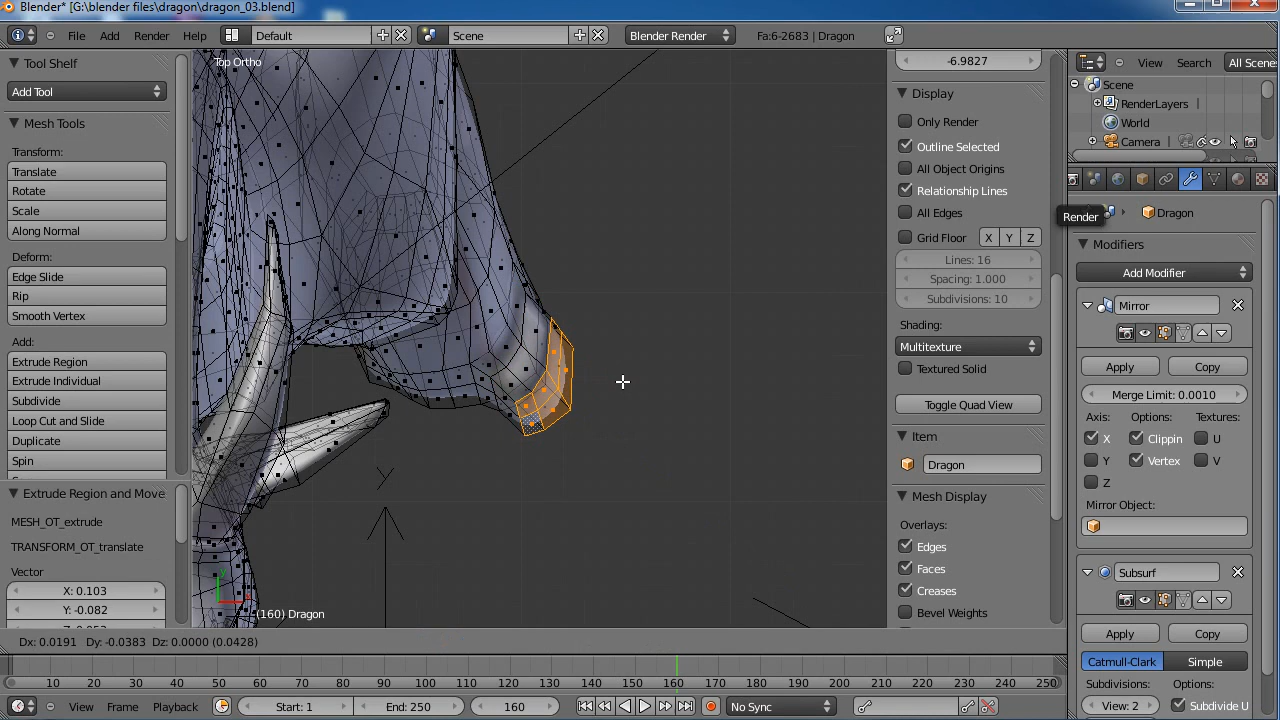 Blender* [G:\blender files\dragon\dragon_03.blend]
File Add Render Help Default Scene Blender Render Fa:6-2683 | Dragon
Tool Shelf
Add Tool
Mesh Tools
Transform:
Translate
Rotate
Scale
Along Normal
Deform:
Edge Slide
Rip
Smooth Vertex
Add:
Extrude Region
Extrude Individual
Subdivide
Loop Cut and Slide
Duplicate
Spin
Extrude Region and Move
MESH_OT_extrude
TRANSFORM_OT_translate
Vector
X: 0.103
Y: -0.082
Top Ortho
Y
(160) Dragon
Dx: 0.0191 Dy: -0.0383 Dz: 0.0000 (0.0428)
-6.9827
Display
Only Render
Outline Selected
All Object Origins
Relationship Lines
All Edges
Grid Floor X Y Z
Lines: 16
Spacing: 1.000
Subdivisions: 10
Shading:
Multitexture
Textured Solid
Toggle Quad View
Item
Dragon
Mesh Display
Overlays:
Edges
Faces
Creases
Bevel Weights
View Search All Scene
Scene
RenderLayers
World
Camera
Render
Dragon
Modifiers
Add Modifier
Mirror
Apply Copy
Merge Limit: 0.0010
Axis: Options: Textures:
X Clippin U
Y Vertex V
Z
Mirror Object:
Subsurf
Apply Copy
Catmull-Clark Simple
Subdivisions: Options:
View: 2 Subdivide U
10 20 30 40 50 60 70 80 90 100 110 120 130 140 150 160 170 180 190 200 210 220 230 240 250
View Frame Playback Start: 1 End: 250 160 No Sync